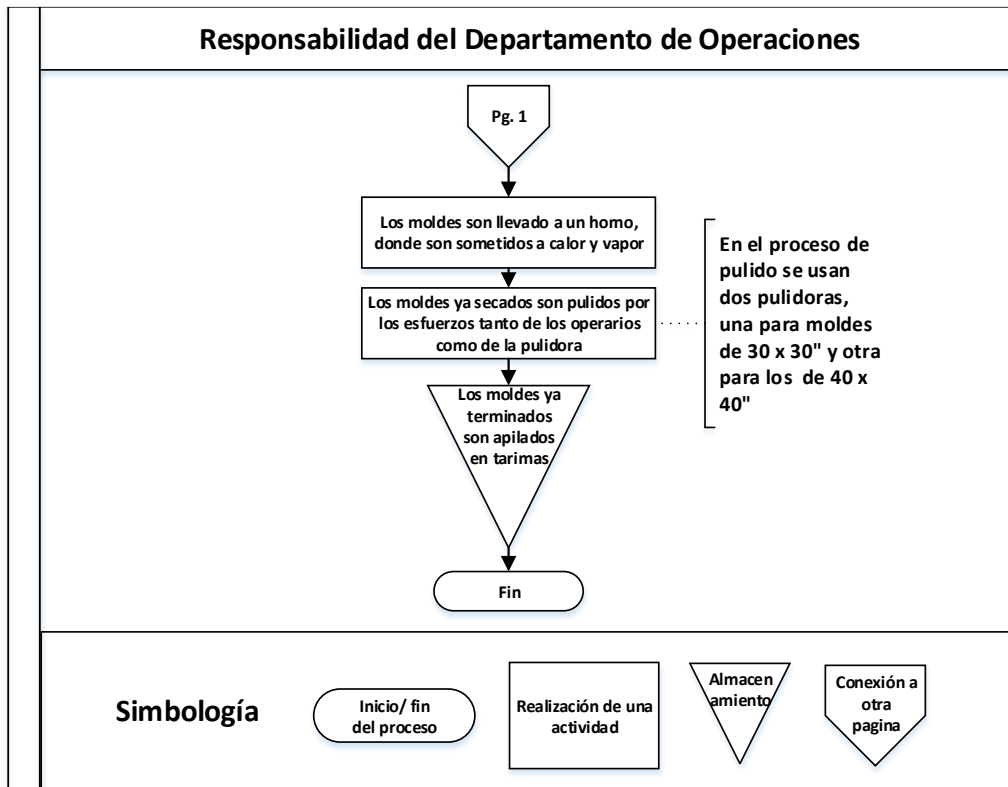 Responsabilidad del Departamento de Operaciones
Pg. 1
Los moldes son llevado a un horno,
donde son sometidos a calor y vapor
Los moldes ya secados son pulidos por
los esfuerzos tanto de los operarios
como de la pulidora
En el proceso de
pulido se usan
dos pulidoras,
una para moldes
de 30 x 30" y otra
para los de 40 x
40"
Los moldes ya
terminados
son apilados
en tarimas
Fin
Simbología
Inicio/ fin
del proceso
Realización de una
actividad
Almacen
amiento
Conexión a
otra
pagina